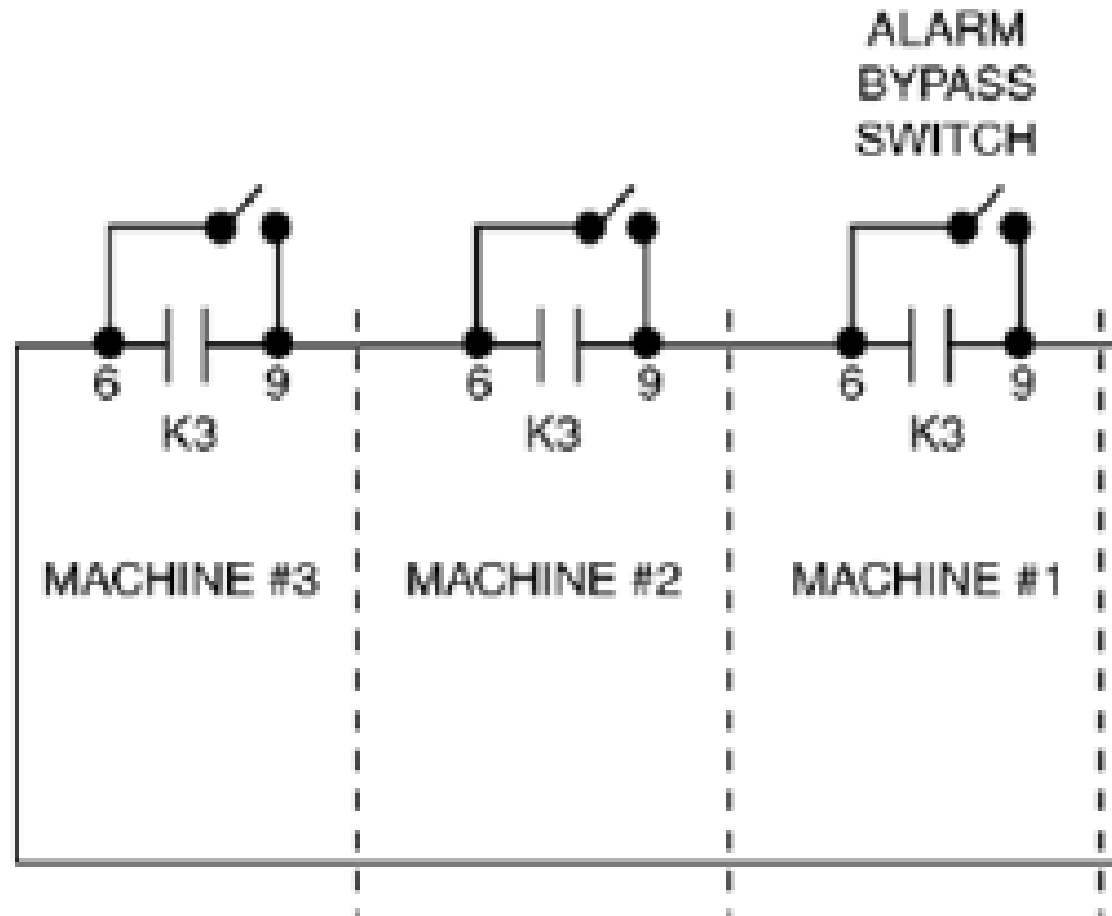 ALARM
BYPASS
SWITCH
6 9 6 9 6 9
K3 K3 K3
MACHINE #3 MACHINE #2 MACHINE #1